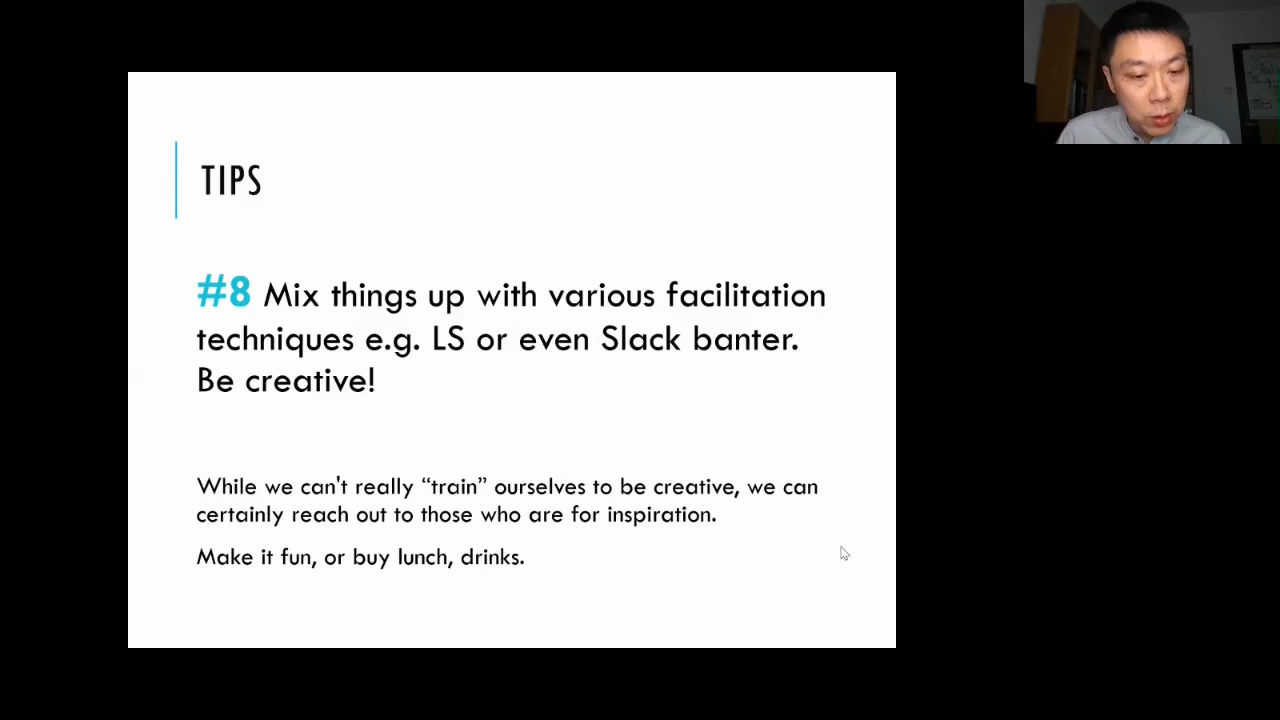 TIPS
#8 Mix things up with various facilitation
techniques e.g. LS or even Slack banter.
Be creative!
While we can't really “train” ourselves to be creative, we can
certainly reach out to those who are for inspiration.
Make it fun, or buy lunch, drinks.